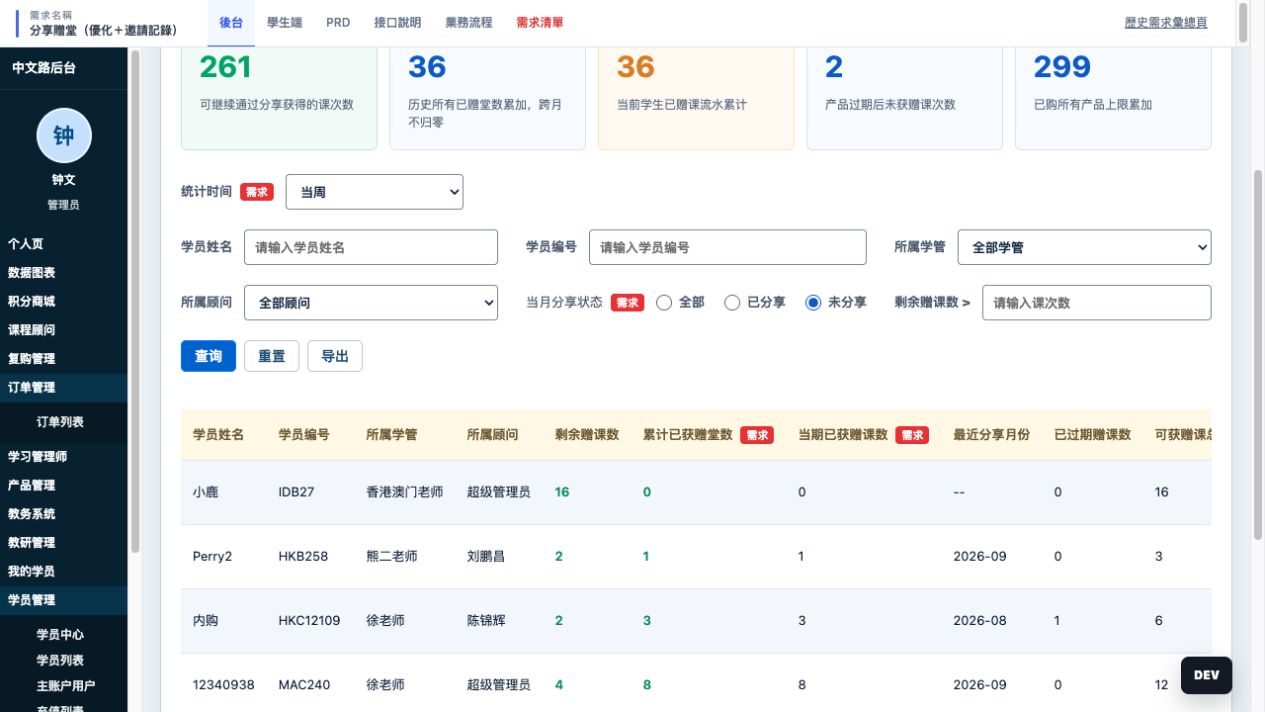 需求名稱
分享贈堂（優化＋邀請記錄）
後台 學生端 PRD 接口說明 業務流程 需求清單
歷史需求彙總頁
中文路后台
钟
钟文
管理员
个人页
数据图表
积分商城
课程顾问
复购管理
订单管理
订单列表
学习管理师
产品管理
教务系统
教研管理
我的学员
学员管理
学员中心
学员列表
主账户用户
充值列表
261
可继续通过分享获得的课次数
36
历史所有已赠堂数累加，跨月
不归零
36
当前学生已赠课流水累计
2
产品过期后未获赠课次数
299
已购所有产品上限累加
统计时间 需求 当周
学员姓名 请输入学员姓名 学员编号 请输入学员编号 所属学管 全部学管
所属顾问 全部顾问 当月分享状态 需求 全部 已分享 未分享 剩余赠课数 > 请输入课次数
查询 重置 导出
学员姓名 学员编号 所属学管 所属顾问 剩余赠课数 累计已获赠堂数 需求 当期已获赠课数 需求 最近分享月份 已过期赠课数 可获赠课
小鹿 IDB27 香港澳门老师 超级管理员 16 0 0 -- 0 16
Perry2 HKB258 熊二老师 刘鹏昌 2 1 1 2026-09 0 3
内购 HKC12109 徐老师 陈锦辉 2 3 3 2026-08 1 6
12340938 MAC240 徐老师 超级管理员 4 8 8 2026-09 0 12
DEV